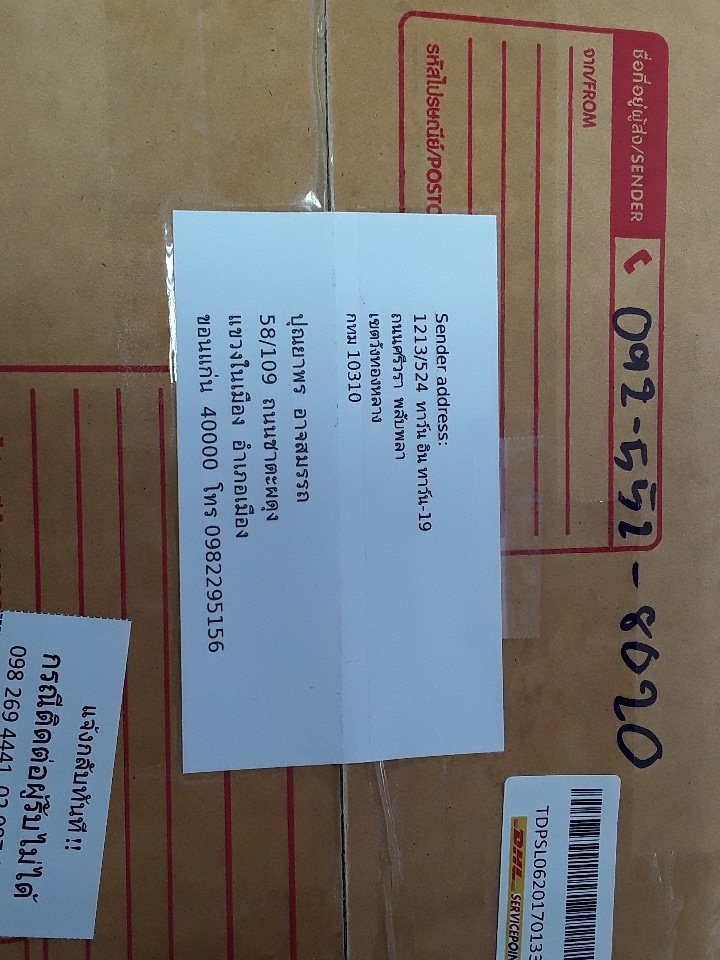 ชื่อที่อยู่ผู้ส่ง/SENDER
092-551-8020
จาก/FROM
รหัสไปรษณีย์/POSTC
Sender address:
1213/524 ทาว์น อิน ทาว์น-19
ถนนศรีวรา พลับพลา
เขตวังทองหลาง
กทม 10310
ปุณยาพร อาจสมรรถ
58/109 ถนนชาตะผดุง
แขวงในเมือง อำเภอเมือง
ขอนแก่น 40000 โทร 0982295156
TDPSL0620170133
DHL SERVICEPOIN
แจ้งกลับทันที !!
กรณีติดต่อผู้รับไม่ได้
098 269 4441